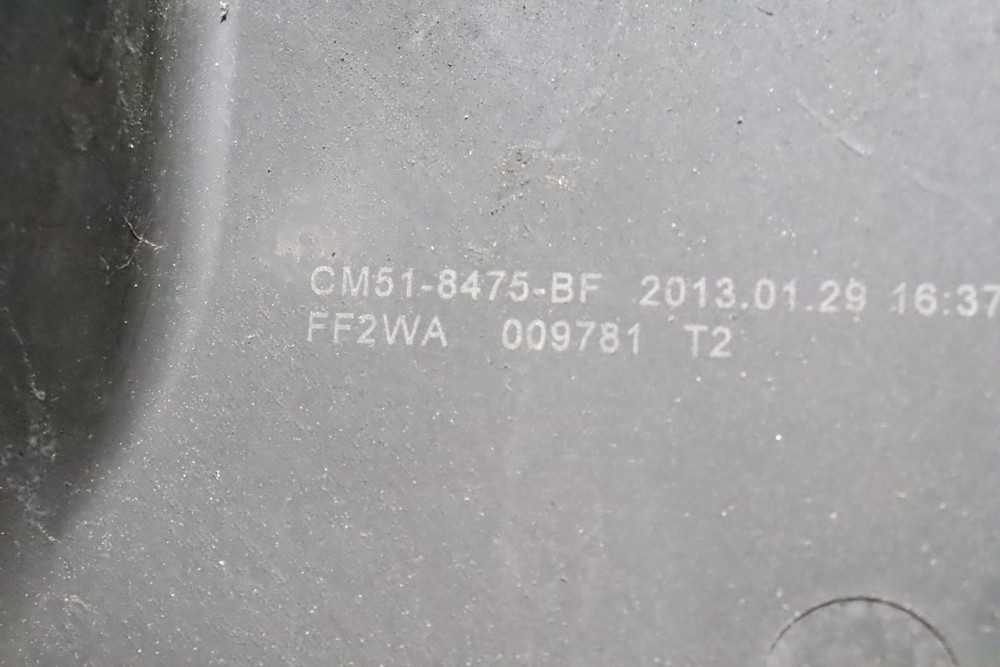 CM51-8475-BF 2013.01.29 16:37
FF2WA 009781 T2